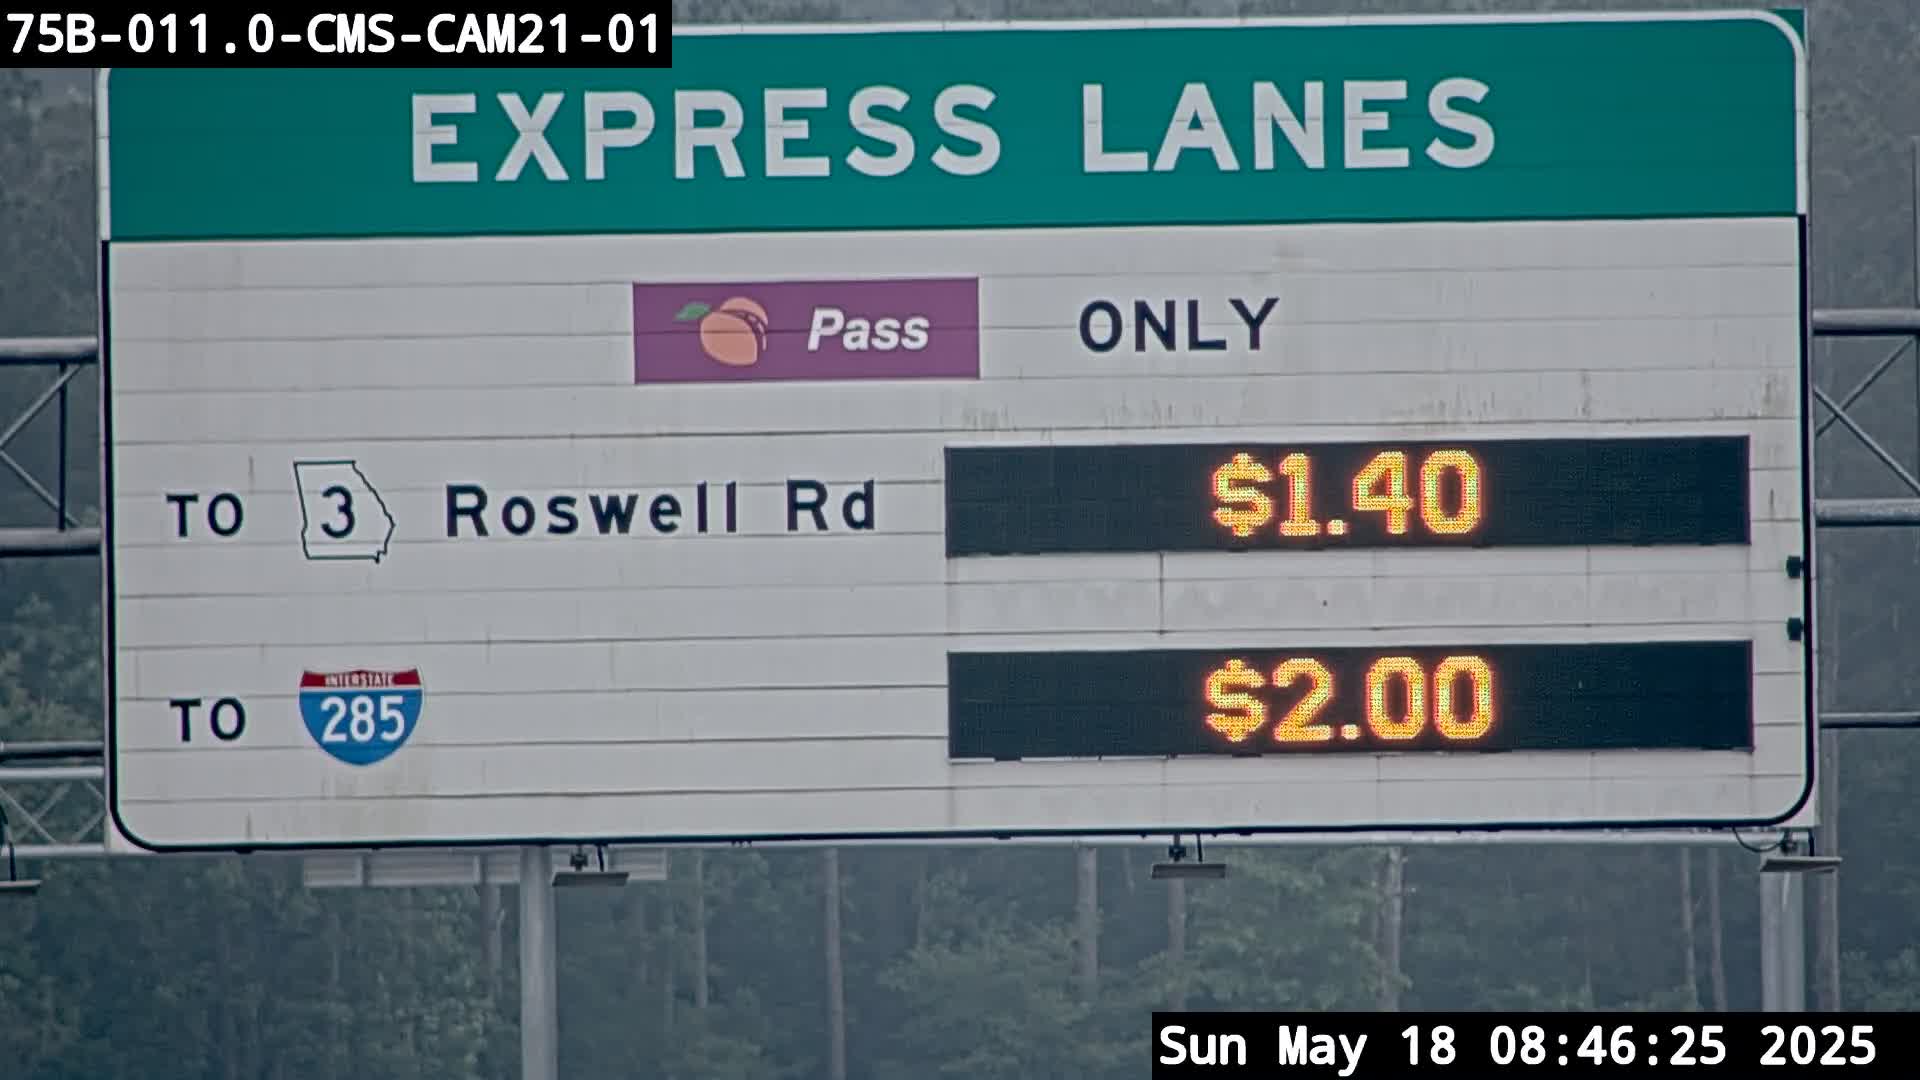 75B-011.0-CMS-CAM21-01
EXPRESS LANES
Pass ONLY
TO 3 Roswell Rd $1.40
TO INTERSTATE 285 $2.00
Sun May 18 08:46:25 2025